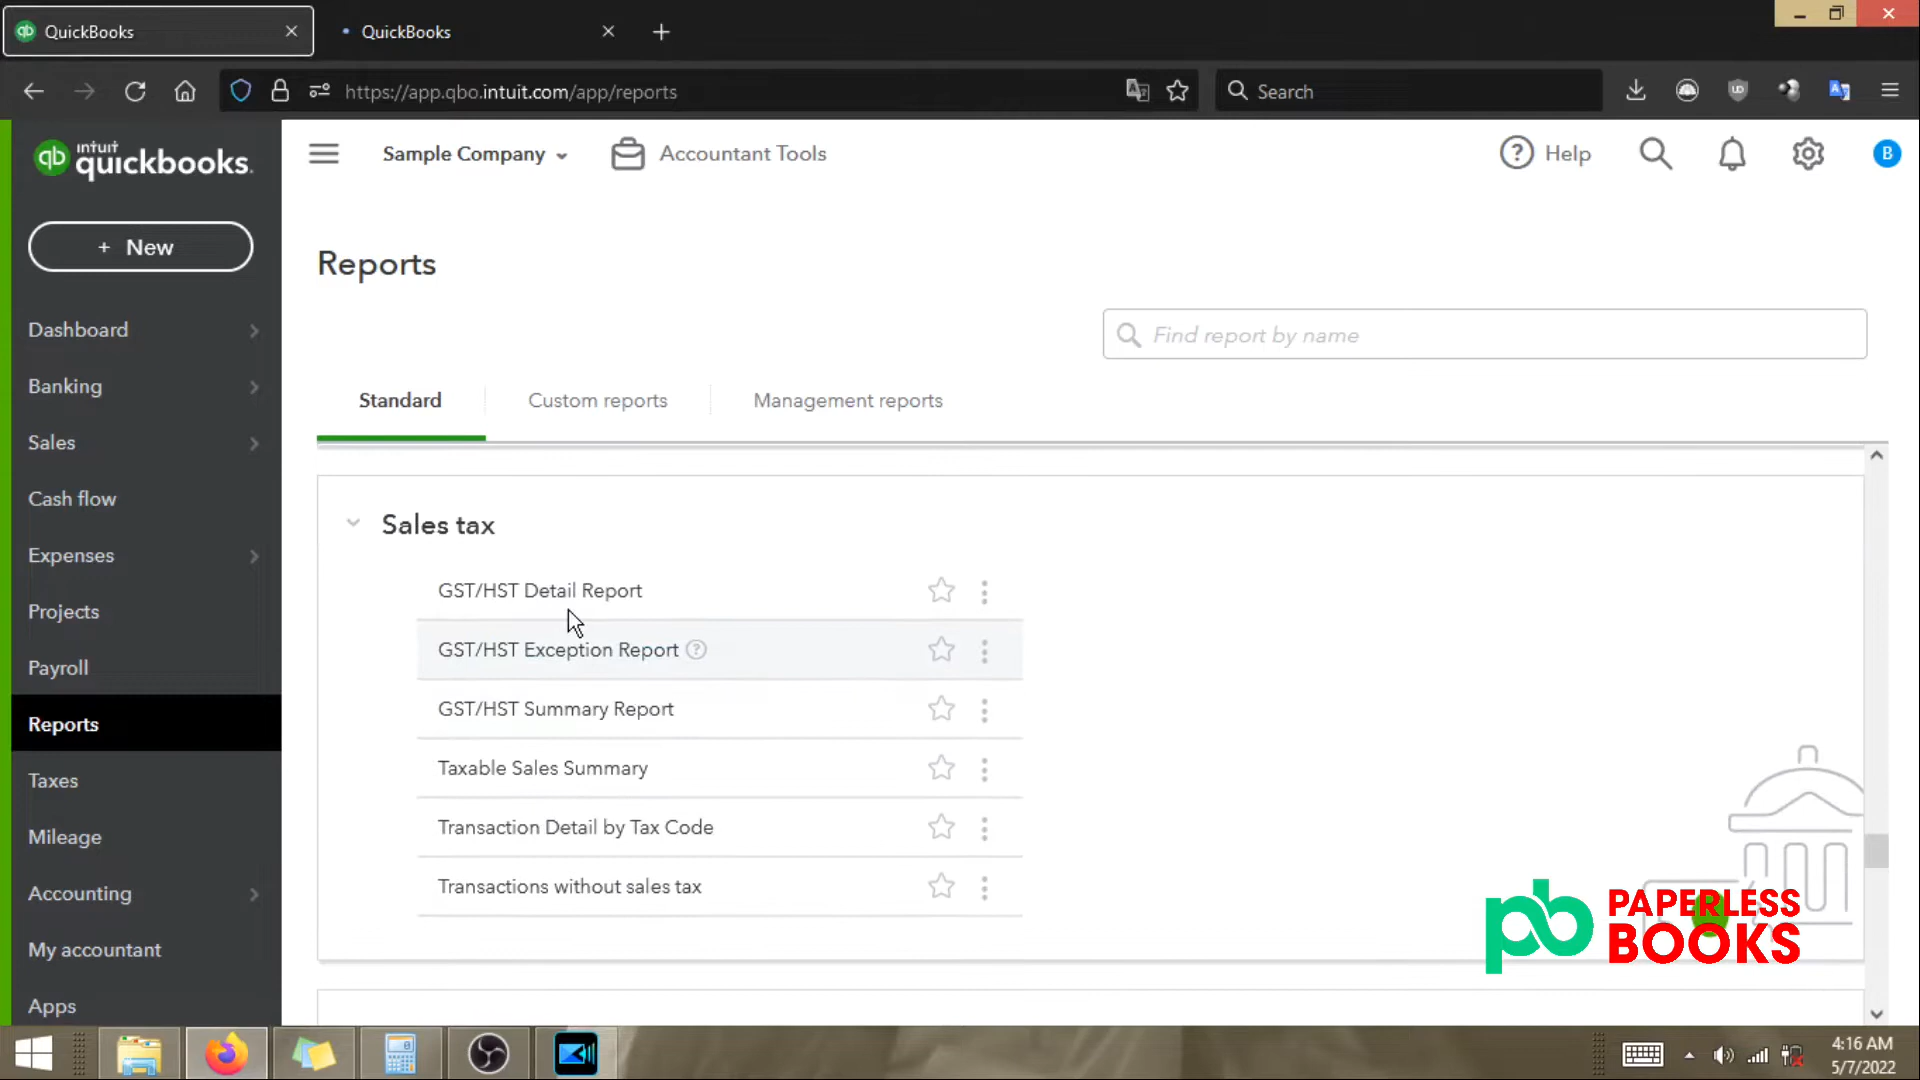 QuickBooks
QuickBooks
https://app.qbo.intuit.com/app/reports
Search
intuit quickbooks.
Sample Company
Accountant Tools
Help
B
+ New
Reports
Find report by name
Dashboard
Banking
Sales
Cash flow
Expenses
Projects
Payroll
Reports
Taxes
Mileage
Accounting
My accountant
Apps
Standard
Custom reports
Management reports
Sales tax
GST/HST Detail Report
GST/HST Exception Report
GST/HST Summary Report
Taxable Sales Summary
Transaction Detail by Tax Code
Transactions without sales tax
pb
PAPERLESS
BOOKS
4:16 AM
5/7/2022